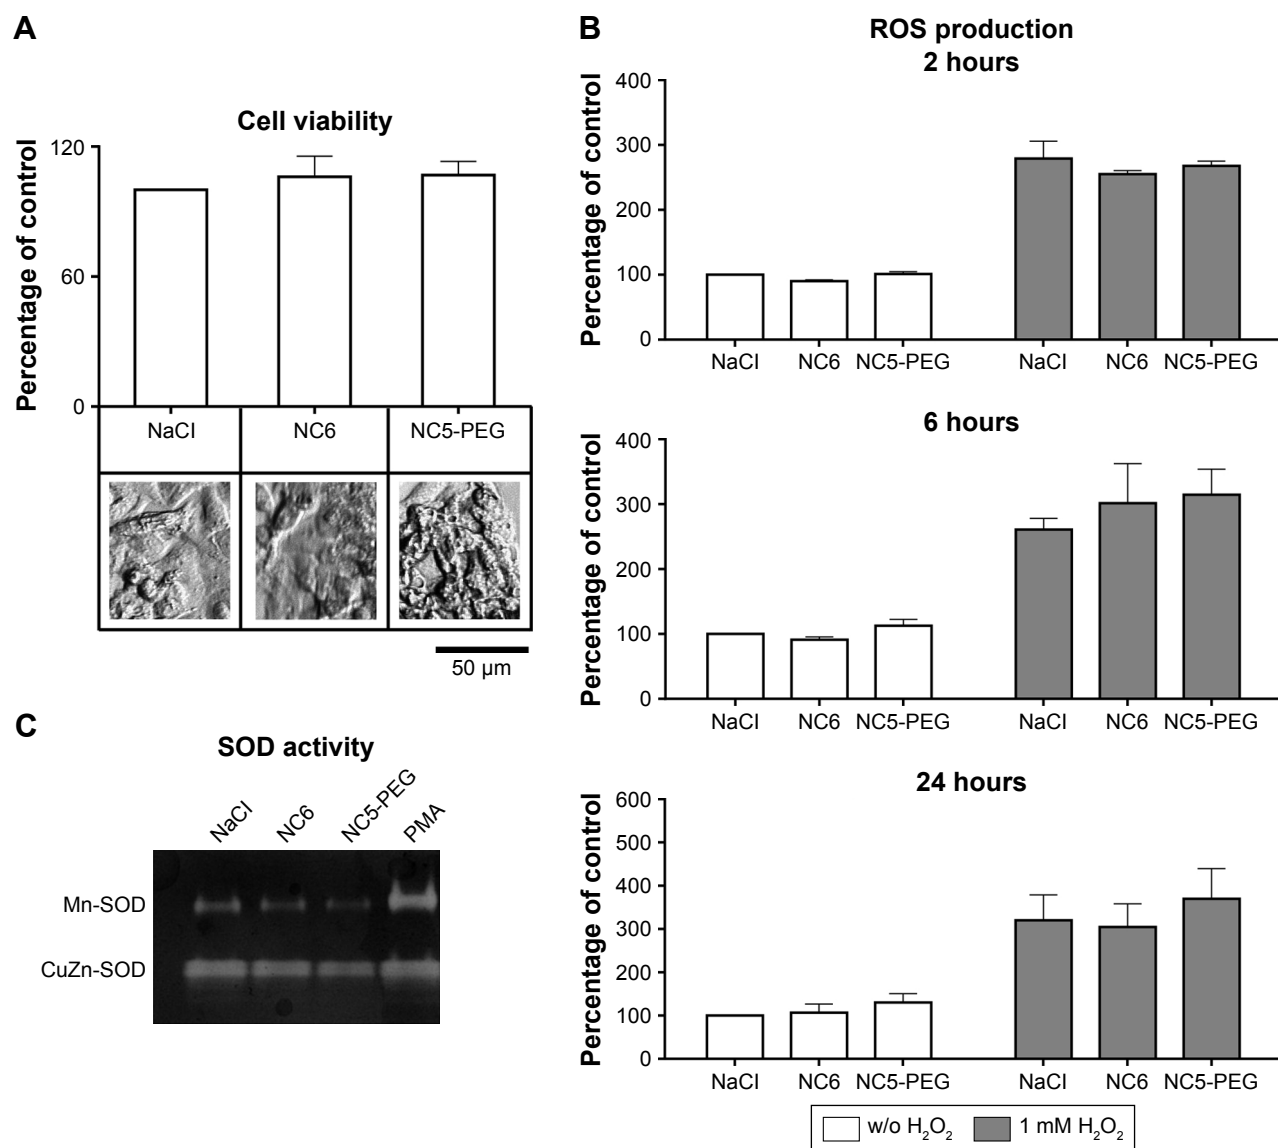 A
Cell viability
Percentage of control
120
60
0
NaCl
NC6
NC5-PEG
50 µm
B
ROS production
2 hours
Percentage of control
400
300
200
100
0
NaCl NC6 NC5-PEG NaCl NC6 NC5-PEG
6 hours
Percentage of control
400
300
200
100
0
NaCl NC6 NC5-PEG NaCl NC6 NC5-PEG
24 hours
Percentage of control
600
500
400
300
200
100
0
NaCl NC6 NC5-PEG NaCl NC6 NC5-PEG
w/o H₂O₂ 1 mM H₂O₂
C
SOD activity
NaCl NC6 NC5-PEG PMA
Mn-SOD
CuZn-SOD